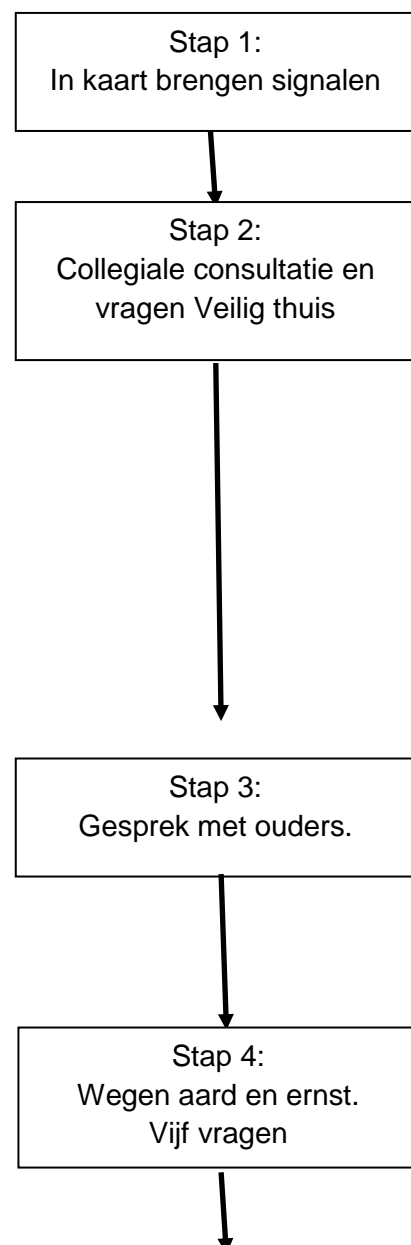 Stap 1:
In kaart brengen signalen
Stap 2:
Collegiale consultatie en
vragen Veilig thuis
Stap 3:
Gesprek met ouders.
Stap 4:
Wegen aard en ernst.
Vijf vragen